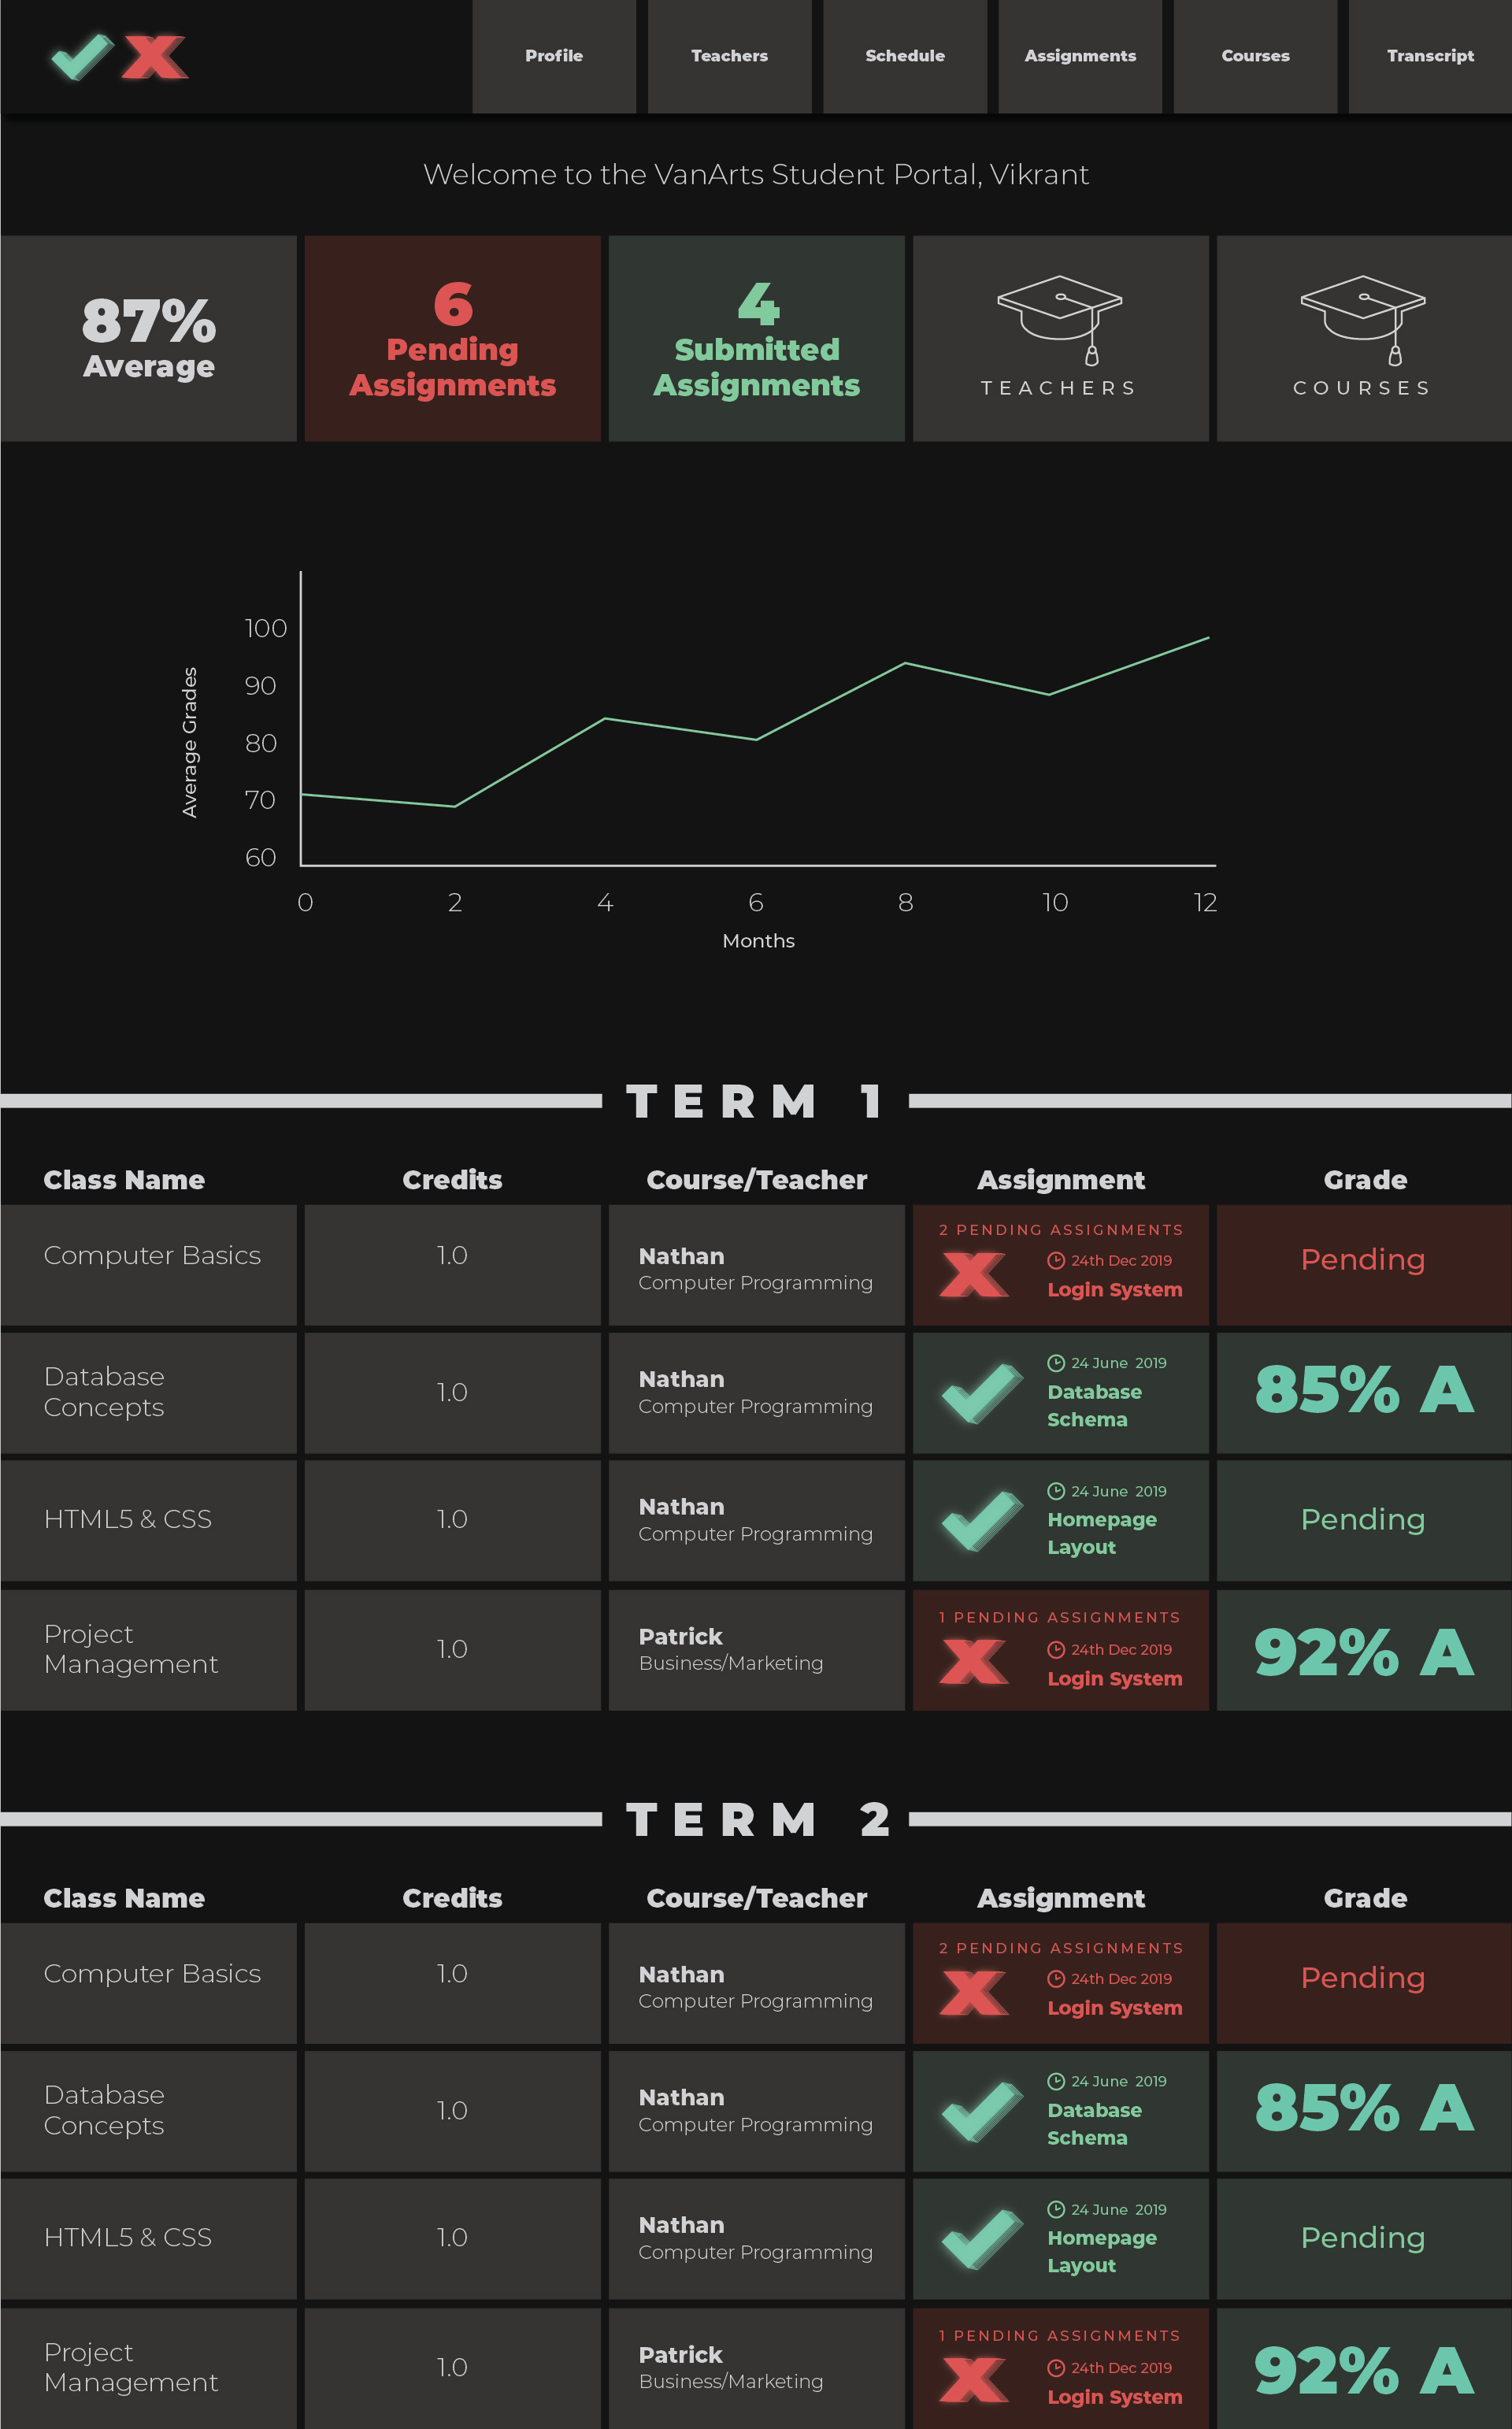 Profile
Teachers
Schedule
Assignments
Courses
Transcript
Welcome to the VanArts Student Portal, Vikrant
87%
Average
6
Pending
Assignments
4
Submitted
Assignments
TEACHERS
COURSES
Average Grades
100
90
80
70
60
0 2 4 6 8 10 12
Months
TERM 1
Class Name Credits Course/Teacher Assignment Grade
Computer Basics
1.0
Nathan
Computer Programming
2 PENDING ASSIGNMENTS
24th Dec 2019
Login System
Pending
Database
Concepts
1.0
Nathan
Computer Programming
24 June 2019
Database
Schema
85% A
HTML5 & CSS
1.0
Nathan
Computer Programming
24 June 2019
Homepage
Layout
Pending
Project
Management
1.0
Patrick
Business/Marketing
1 PENDING ASSIGNMENTS
24th Dec 2019
Login System
92% A
TERM 2
Class Name Credits Course/Teacher Assignment Grade
Computer Basics
1.0
Nathan
Computer Programming
2 PENDING ASSIGNMENTS
24th Dec 2019
Login System
Pending
Database
Concepts
1.0
Nathan
Computer Programming
24 June 2019
Database
Schema
85% A
HTML5 & CSS
1.0
Nathan
Computer Programming
24 June 2019
Homepage
Layout
Pending
Project
Management
1.0
Patrick
Business/Marketing
1 PENDING ASSIGNMENTS
24th Dec 2019
Login System
92% A